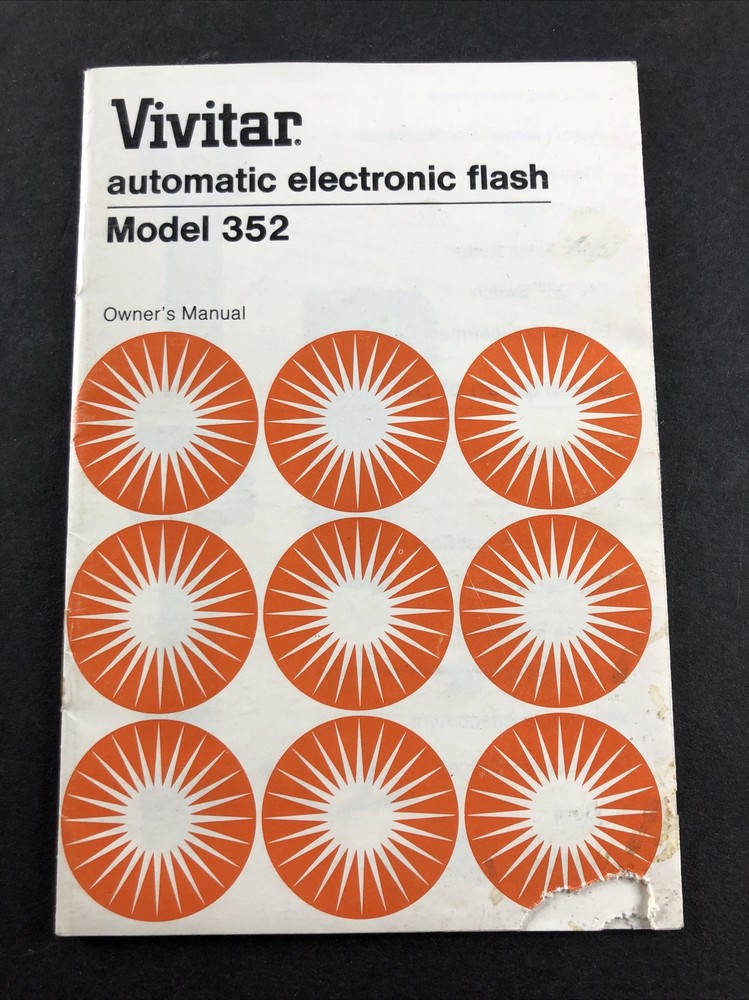 Vivitar®
automatic electronic flash
Model 352
Owner's Manual